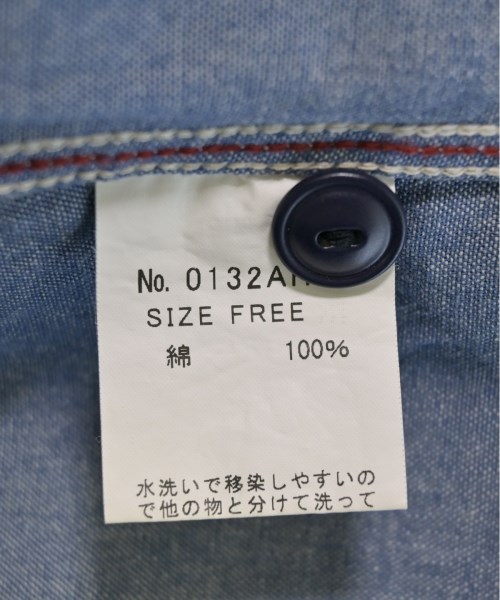 No. 0132A
SIZE FREE
綿 100%
水洗いで移染しやすいの
で他の物と分けて洗って